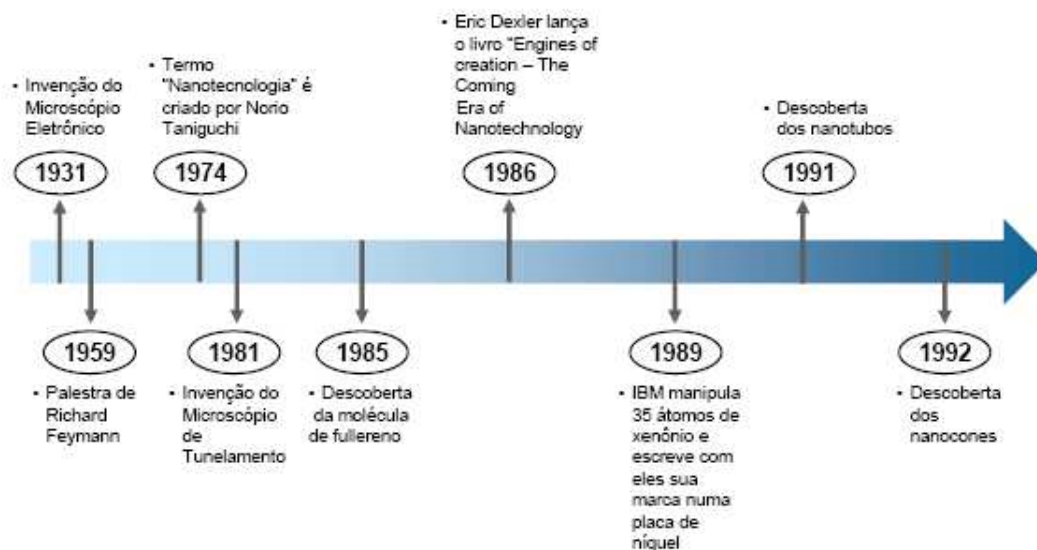 • Invenção do
Microscópio
Eletrônico
1931
• Termo
"Nanotecnologia" é
criado por Norio
Taniguchi
1974
• Eric Dexler lança
o livro "Engines of
creation – The
Coming
Era of
Nanotechnology
1986
• Descoberta
dos nanotubos
1991
1959
• Palestra de
Richard
Feymann
1981
• Invenção do
Microscópio
de
Tunelamento
1985
• Descoberta
da molécula
de fullereno
1989
• IBM manipula
35 átomos de
xenônio e
escreve com
eles sua
marca numa
placa de
níquel
1992
• Descoberta
dos
nanocones